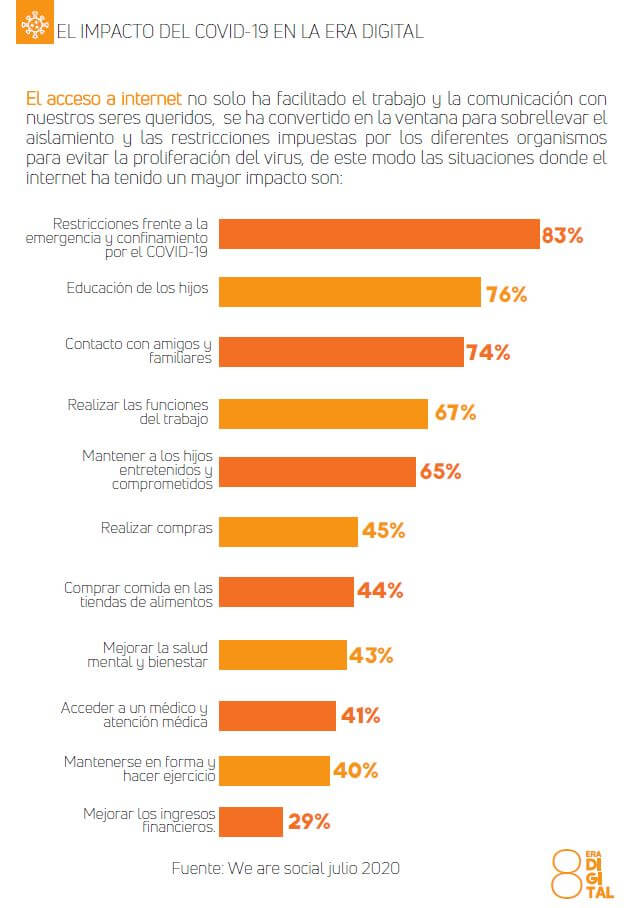 EL IMPACTO DEL COVID-19 EN LA ERA DIGITAL
El acceso a internet no solo ha facilitado el trabajo y la comunicación con
nuestros seres queridos, se ha convertido en la ventana para sobrellevar el
aislamiento y las restricciones impuestas por los diferentes organismos
para evitar la proliferación del virus, de este modo las situaciones donde el
internet ha tenido un mayor impacto son:
Restricciones frente a la
emergencia y confinamiento
por el COVID-19
83%
Educación de los hijos
76%
Contacto con amigos y
familiares
74%
Realizar las funciones
del trabajo
67%
Mantener a los hijos
entretenidos y
comprometidos
65%
Realizar compras
45%
Comprar comida en las
tiendas de alimentos
44%
Mejorar la salud
mental y bienestar
43%
Acceder a un médico y
atención médica
41%
Mantenerse en forma y
hacer ejercicio
40%
Mejorar los ingresos
financieros.
29%
Fuente: We are social julio 2020
8
ERA
DI
GI
TAL